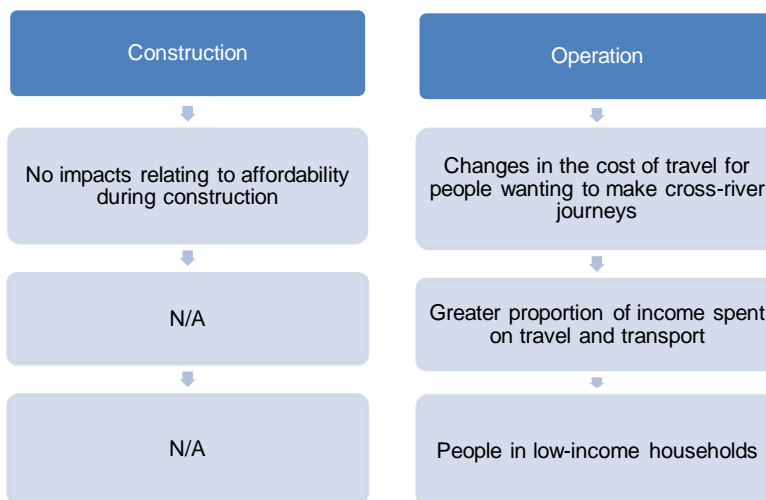 Construction
No impacts relating to affordability
during construction
N/A
N/A
Operation
Changes in the cost of travel for
people wanting to make cross-river
journeys
Greater proportion of income spent
on travel and transport
People in low-income households